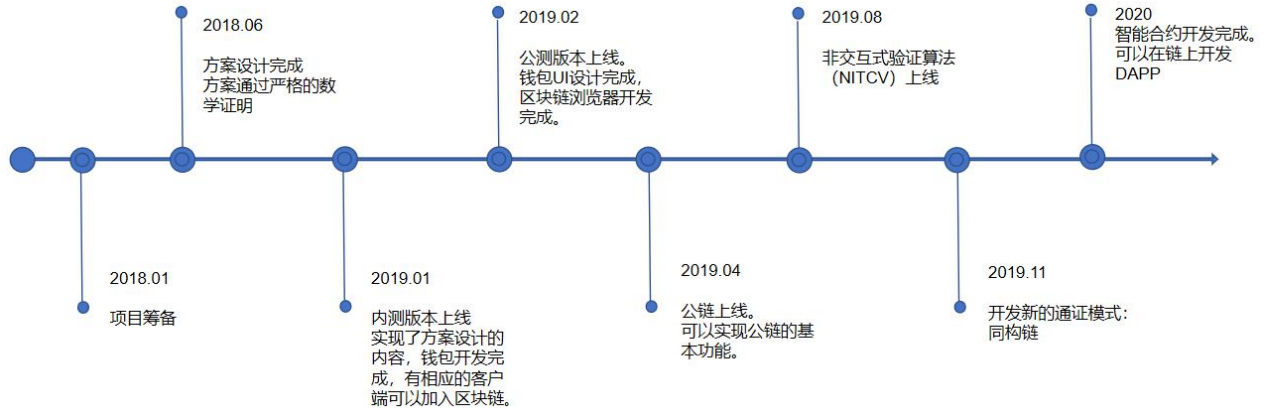 2018.01
项目筹备
2018.06
方案设计完成
方案通过严格的数
学证明
2019.01
内测版本上线
实现了方案设计的
内容，钱包开发完
成，有相应的客户
端可以加入区块链。
2019.02
公测版本上线。
钱包UI设计完成，
区块链浏览器开发
完成。
2019.04
公链上线。
可以实现公链的基
本功能。
2019.08
非交互式验证算法
（NITCV）上线
2019.11
开发新的通证模式：
同构链
2020
智能合约开发完成。
可以在链上开发
DAPP